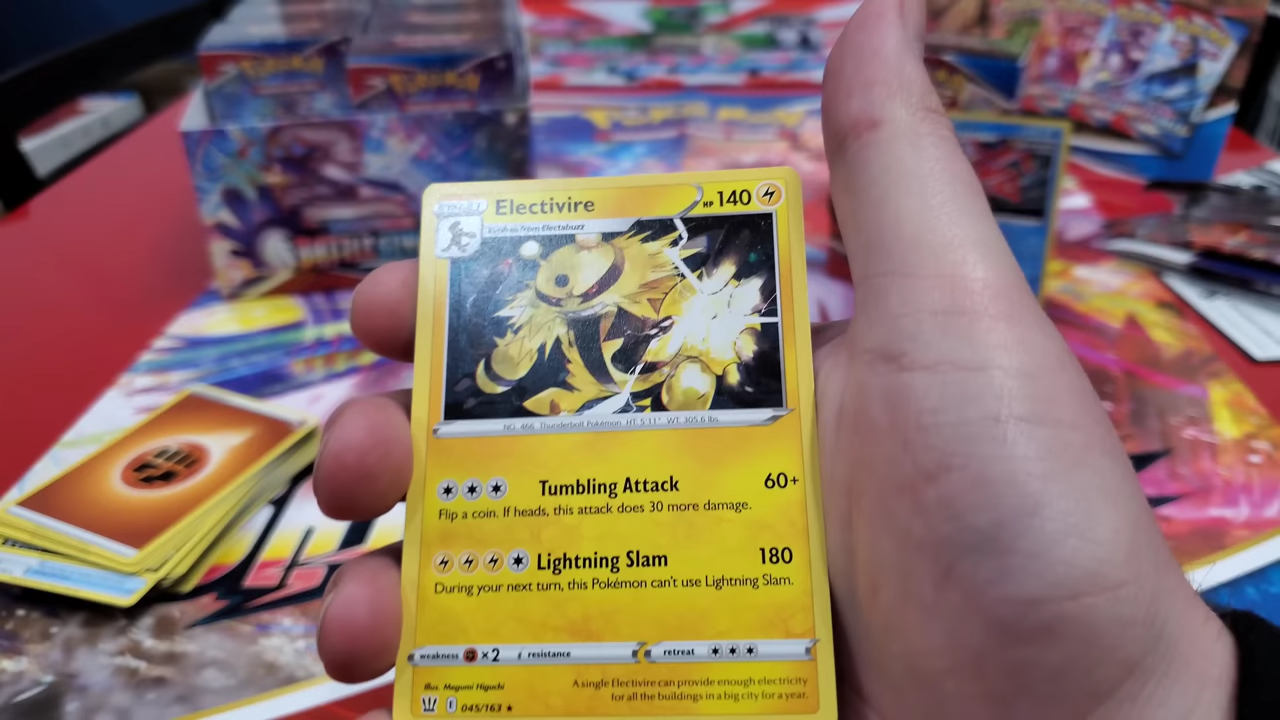 Pokémon
Pokémon
Electivire
HP 140
Evolves from Electabuzz
NO. 466 Thunderbolt Pokémon HT: 5'11" WT: 305.6 lbs
Tumbling Attack 60+
Flip a coin. If heads, this attack does 30 more damage.
Lightning Slam 180
During your next turn, this Pokémon can't use Lightning Slam.
weakness ×2 resistance retreat
Illus. Megumi Higuchi
A single Electivire can provide enough electricity
for all the buildings in a big city for a year.
E 045/163 ★